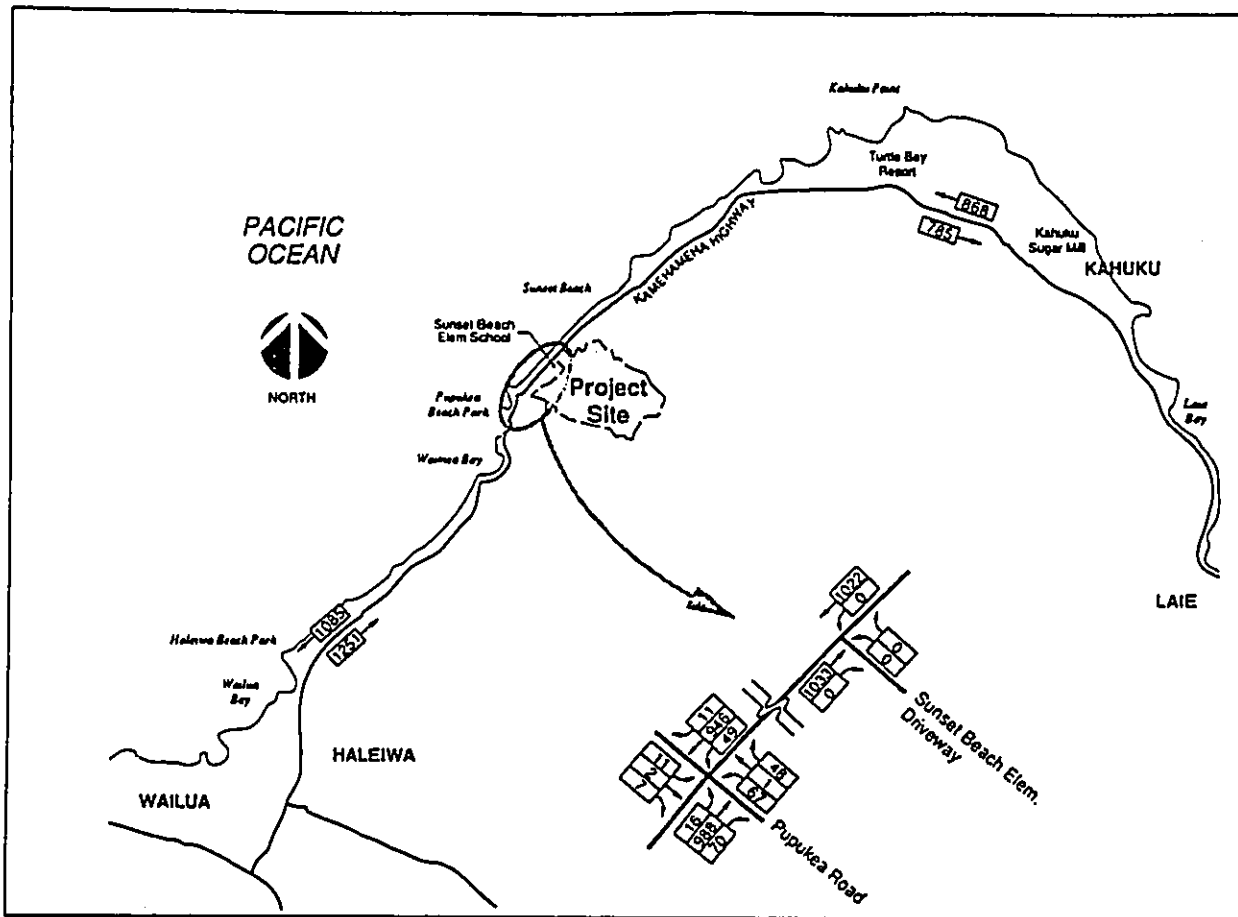 Kahuku Point
Turtle Bay
Resort
868
785
Kahuku
Sugar Mill
KAHUKU
PACIFIC
OCEAN
KAMEHAMEHA HIGHWAY
Sunset Beach
Sunset Beach
Elem School
NORTH
Pupukea
Beach Park
Project
Site
Waimea Bay
Laie
Bay
LAIE
1085
1251
Haleiwa Beach Park
Wailua
Bay
HALEIWA
WAILUA
1022
0
0
0
1033
0
Sunset Beach Elem.
Driveway
11
946
49
11
2
7
48
1
67
16
988
70
Pupukea Road